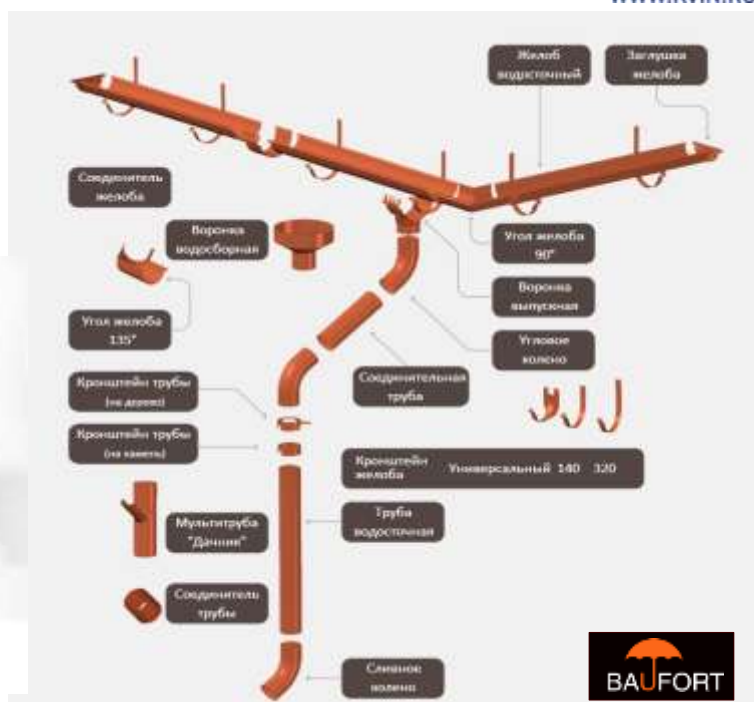 Желоб
водосточный
Заглушка
желоба
Соединитель
желоба
Воронка
водосборная
Угол желоба
90°
Воронка
выпускная
Угол желоба
135°
Угловое
колено
Соединительная
труба
Кронштейн трубы
(на дерево)
Кронштейн трубы
(на камень)
Кронштейн
желоба
Универсальный 140 320
Труба
водосточная
Мультитруба
"Дачник"
Соединитель
трубы
Сливное
колено
BAUFORT